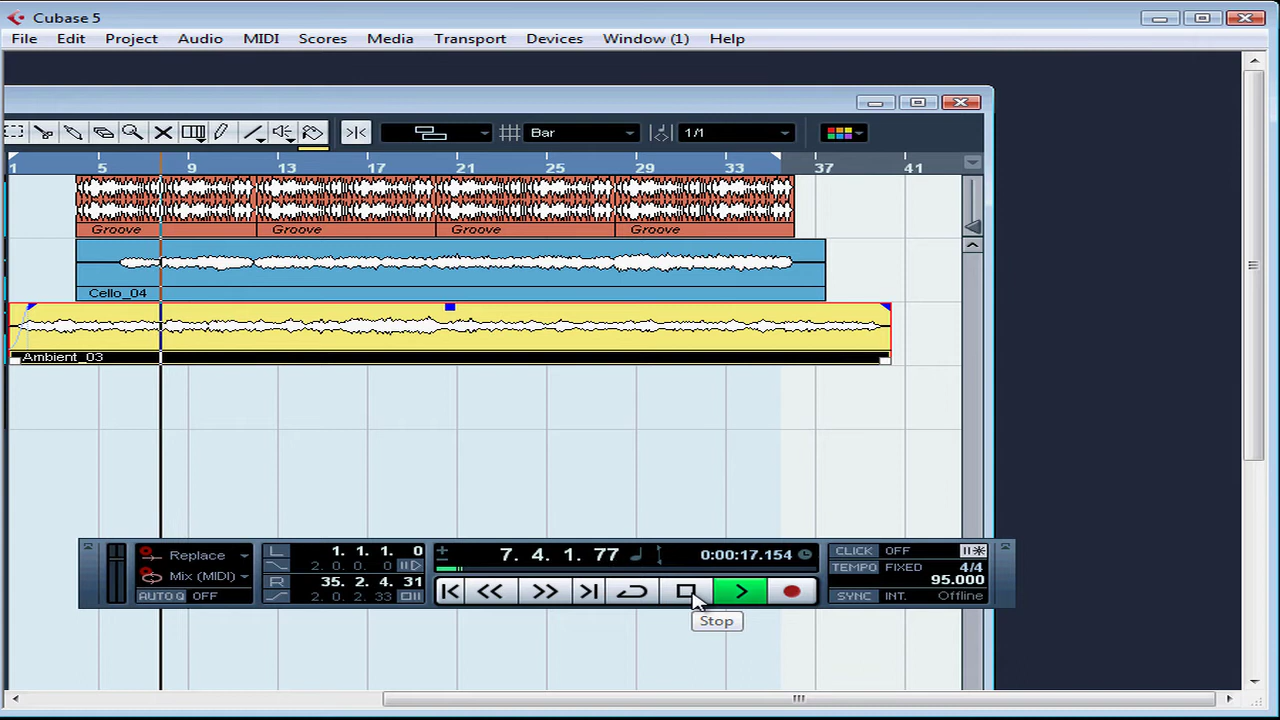 Cubase 5
File Edit Project Audio MIDI Scores Media Transport Devices Window (1) Help
Bar 1/1
1 5 9 13 17 21 25 29 33 37 41
Groove Groove Groove Groove
Cello_04
Ambient_03
Replace
Mix (MIDI)
AUTO Q OFF
L 1. 1. 1. 0
2. 0. 0. 0
R 35. 2. 4. 31
2. 0. 2. 33
7. 4. 1. 77 0:00:17.154
CLICK OFF
TEMPO FIXED 4/4
95.000
SYNC INT. Offline
Stop